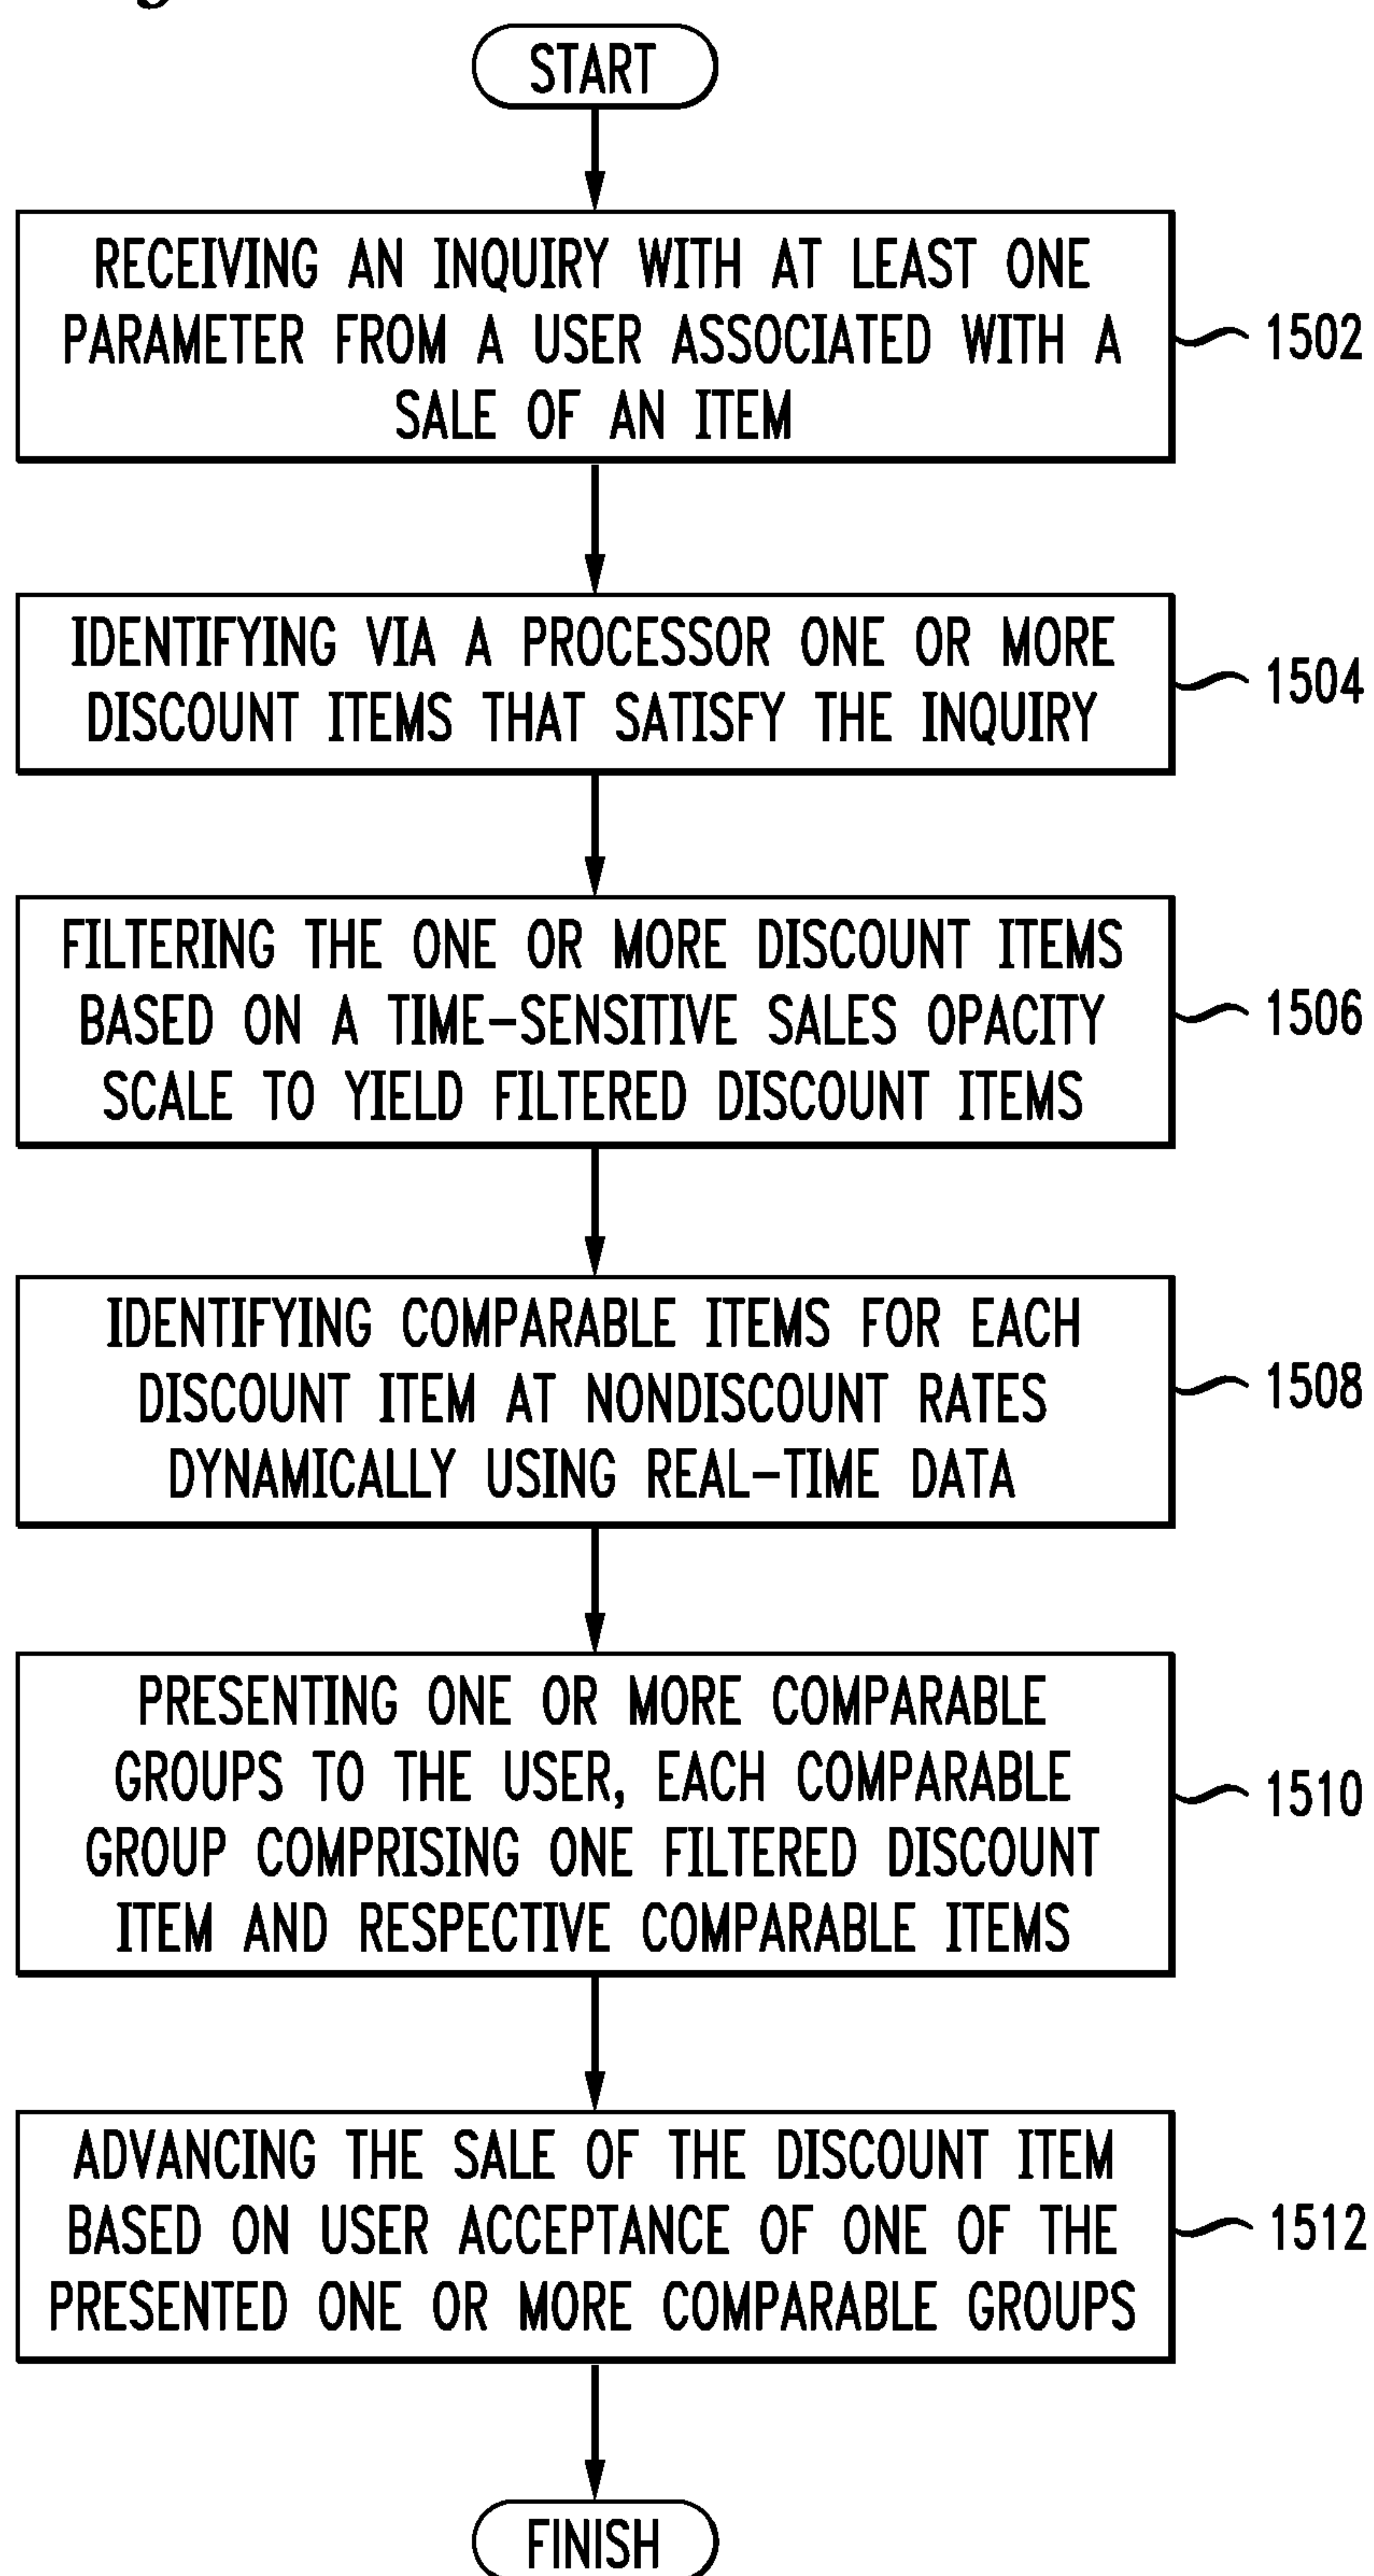 START
RECEIVING AN INQUIRY WITH AT LEAST ONE
PARAMETER FROM A USER ASSOCIATED WITH A
SALE OF AN ITEM
1502
IDENTIFYING VIA A PROCESSOR ONE OR MORE
DISCOUNT ITEMS THAT SATISFY THE INQUIRY
1504
FILTERING THE ONE OR MORE DISCOUNT ITEMS
BASED ON A TIME-SENSITIVE SALES OPACITY
SCALE TO YIELD FILTERED DISCOUNT ITEMS
1506
IDENTIFYING COMPARABLE ITEMS FOR EACH
DISCOUNT ITEM AT NONDISCOUNT RATES
DYNAMICALLY USING REAL-TIME DATA
1508
PRESENTING ONE OR MORE COMPARABLE
GROUPS TO THE USER, EACH COMPARABLE
GROUP COMPRISING ONE FILTERED DISCOUNT
ITEM AND RESPECTIVE COMPARABLE ITEMS
1510
ADVANCING THE SALE OF THE DISCOUNT ITEM
BASED ON USER ACCEPTANCE OF ONE OF THE
PRESENTED ONE OR MORE COMPARABLE GROUPS
1512
FINISH